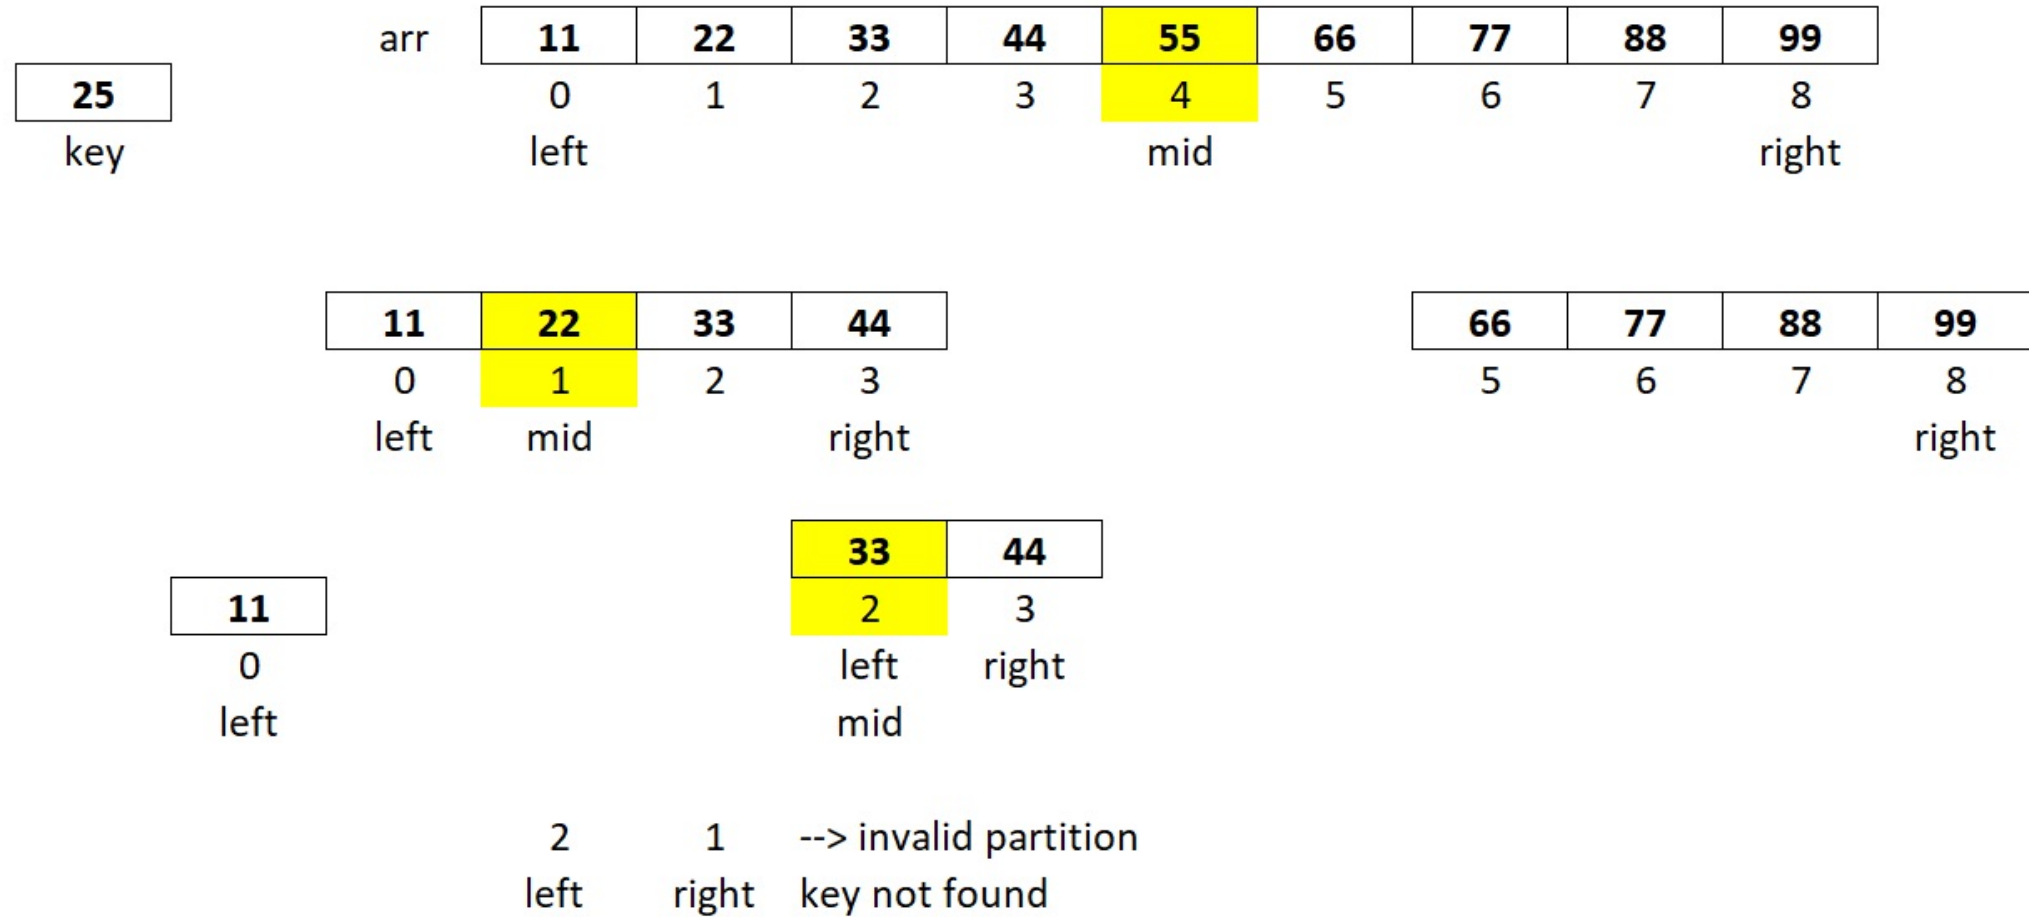 arr 11 22 33 44 55 66 77 88 99
25 0 1 2 3 4 5 6 7 8
key left mid right
11 22 33 44 66 77 88 99
0 1 2 3 5 6 7 8
left mid right right
33 44
11 2 3
0 left right
left mid
2 1 --> invalid partition
left right key not found